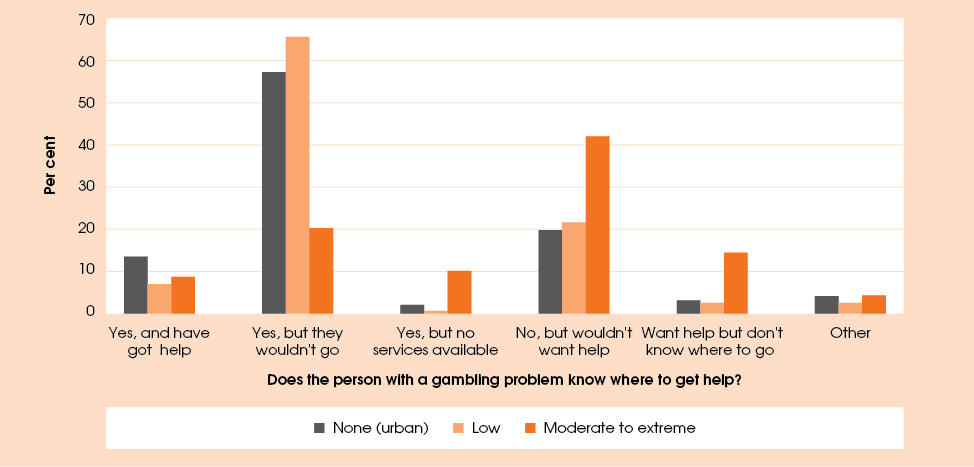 70
60
50
40
30
20
10
0
Per cent
Yes, and have
got help
Yes, but they
wouldn't go
Yes, but no
services available
No, but wouldn't
want help
Want help but don't
know where to go
Other
Does the person with a gambling problem know where to get help?
None (urban) Low Moderate to extreme